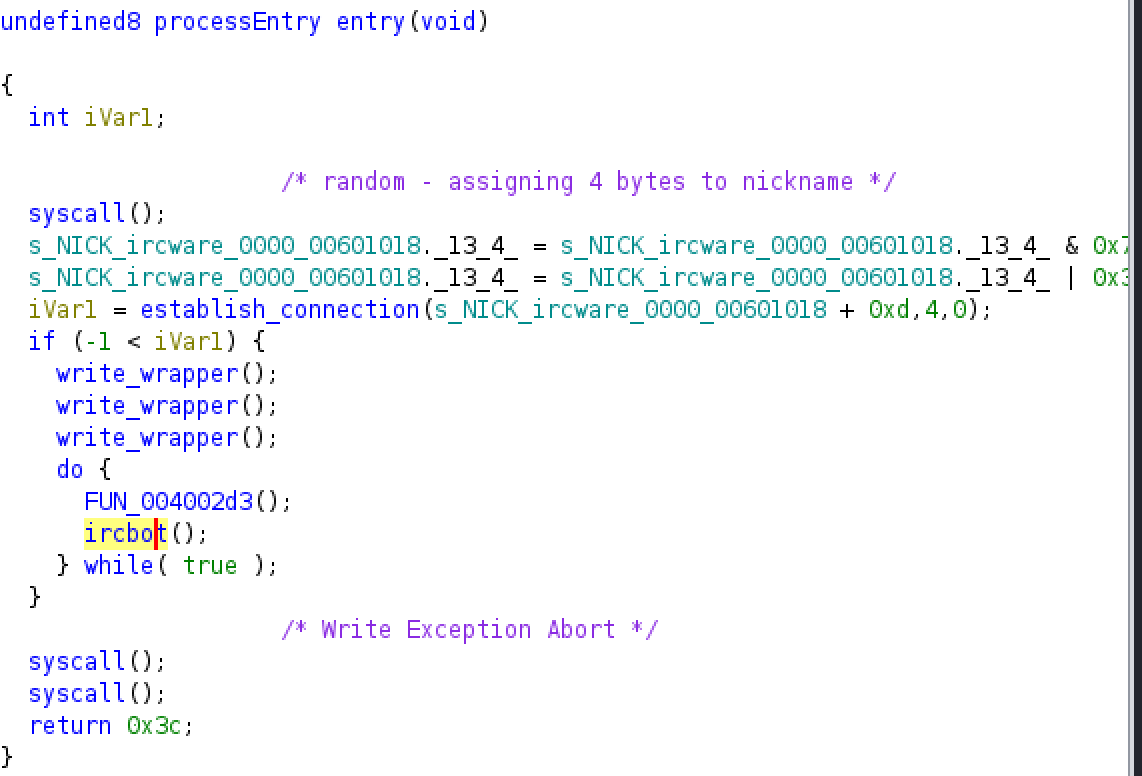 undefined8 processEntry entry(void)
{
int iVar1;
/* random - assigning 4 bytes to nickname */
syscall();
s_NICK_ircware_0000_00601018._13_4_ = s_NICK_ircware_0000_00601018._13_4_ & 0x7
s_NICK_ircware_0000_00601018._13_4_ = s_NICK_ircware_0000_00601018._13_4_ | 0x3
iVar1 = establish_connection(s_NICK_ircware_0000_00601018 + 0xd,4,0);
if (-1 < iVar1) {
write_wrapper();
write_wrapper();
write_wrapper();
do {
FUN_004002d3();
ircbot();
} while( true );
}
/* Write Exception Abort */
syscall();
syscall();
return 0x3c;
}